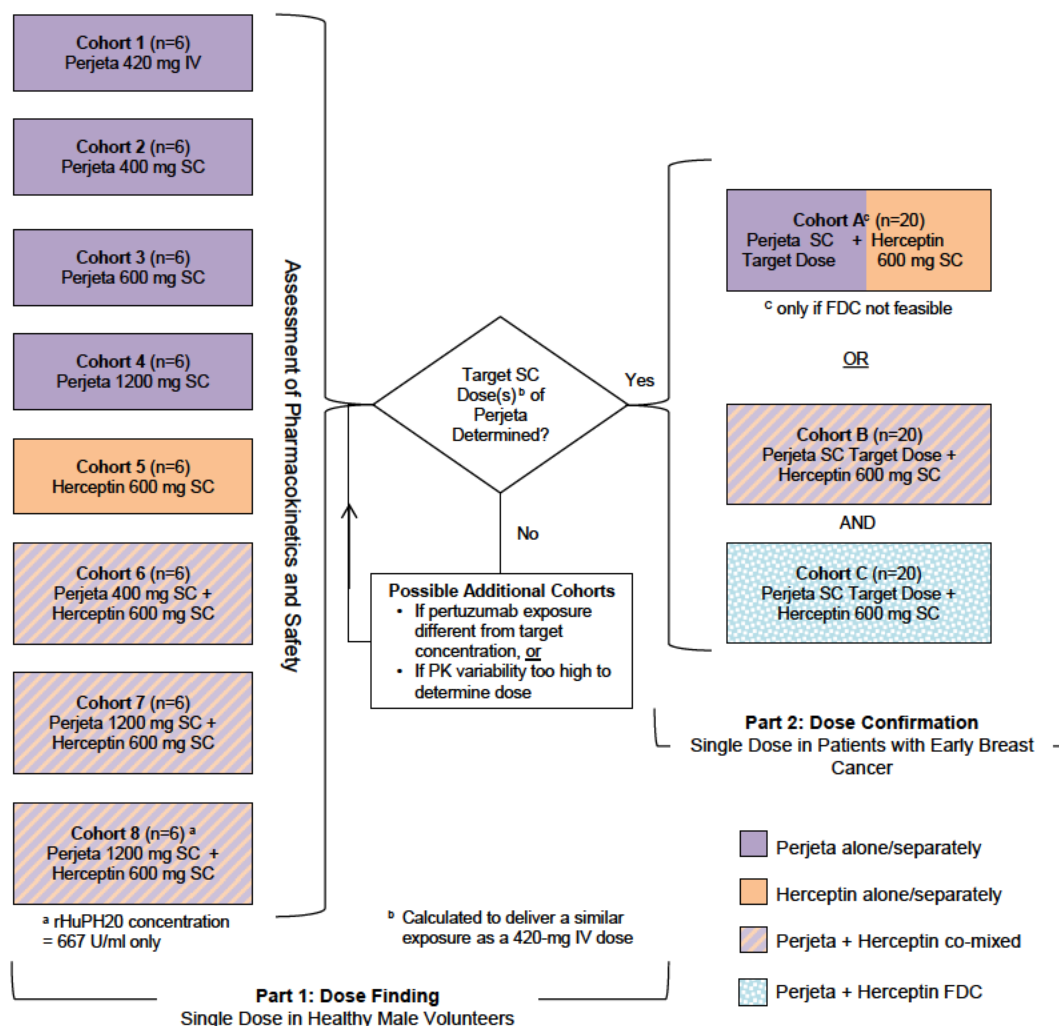 Cohort 1 (n=6)
Perjeta 420 mg IV
Cohort 2 (n=6)
Perjeta 400 mg SC
Cohort 3 (n=6)
Perjeta 600 mg SC
Cohort 4 (n=6)
Perjeta 1200 mg SC
Cohort 5 (n=6)
Herceptin 600 mg SC
Cohort 6 (n=6)
Perjeta 400 mg SC +
Herceptin 600 mg SC
Cohort 7 (n=6)
Perjeta 1200 mg SC +
Herceptin 600 mg SC
Cohort 8 (n=6) a
Perjeta 1200 mg SC +
Herceptin 600 mg SC
a rHuPH20 concentration
= 667 U/ml only
Assessment of Pharmacokinetics and Safety
Target SC
Dose(s) b of
Perjeta
Determined?
Yes
No
Possible Additional Cohorts
• If pertuzumab exposure
different from target
concentration, or
• If PK variability too high to
determine dose
b Calculated to deliver a similar
exposure as a 420-mg IV dose
Part 1: Dose Finding
Single Dose in Healthy Male Volunteers
Cohort Ac (n=20)
Perjeta SC + Herceptin
Target Dose 600 mg SC
c only if FDC not feasible
OR
Cohort B (n=20)
Perjeta SC Target Dose +
Herceptin 600 mg SC
AND
Cohort C (n=20)
Perjeta SC Target Dose +
Herceptin 600 mg SC
Part 2: Dose Confirmation
Single Dose in Patients with Early Breast
Cancer
Perjeta alone/separately
Herceptin alone/separately
Perjeta + Herceptin co-mixed
Perjeta + Herceptin FDC